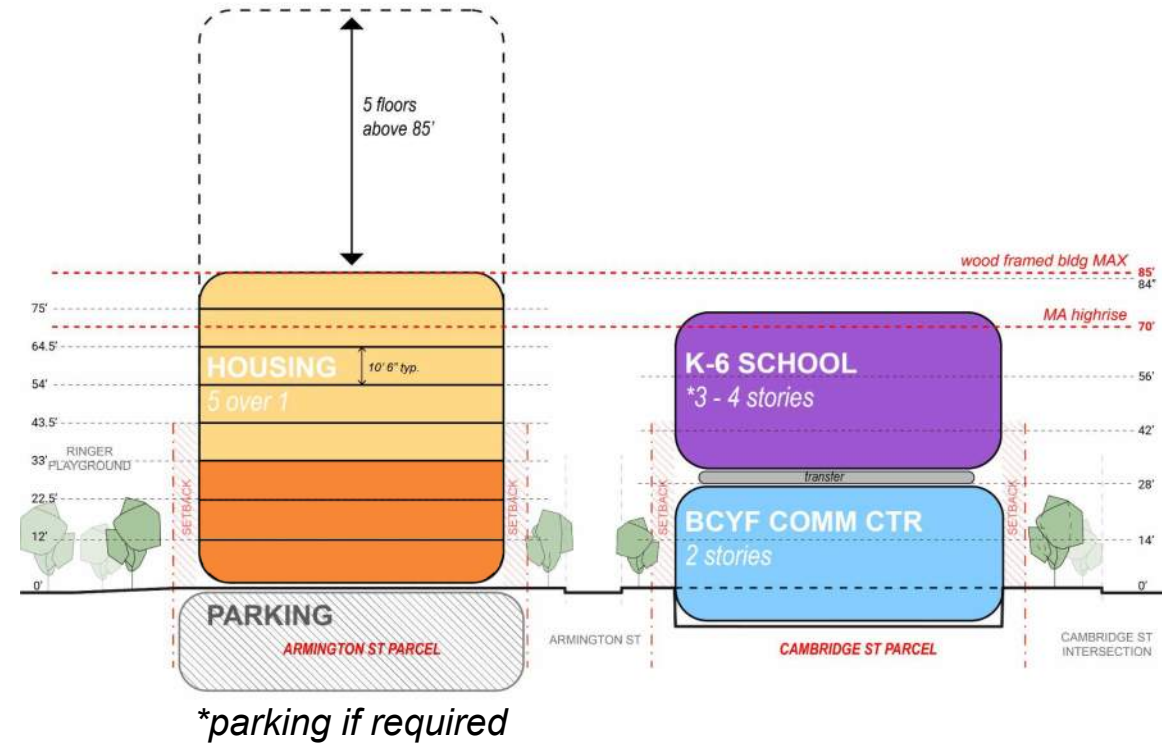 5 floors
above 85'
wood framed bldg MAX
85'
84"
75'
MA highrise
70'
64.5'
HOUSING
5 over 1
10' 6" typ.
K-6 SCHOOL
*3 - 4 stories
56'
54'
43.5'
42'
RINGER
PLAYGROUND
33'
transfer
28'
22.5'
SETBACK
SETBACK
SETBACK
SETBACK
BCYF COMM CTR
2 stories
12'
14'
0'
0'
PARKING
ARMINGTON ST PARCEL
ARMINGTON ST
CAMBRIDGE ST PARCEL
CAMBRIDGE ST
INTERSECTION
*parking if required